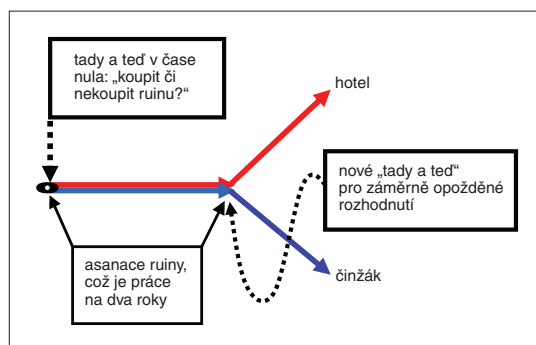 tady a teď v čase
nula: „koupit či
nekoupit ruinu?“
hotel
nové „tady a teď“
pro záměrně opožděné
rozhodnutí
asanace ruiny,
což je práce
na dva roky
činžák